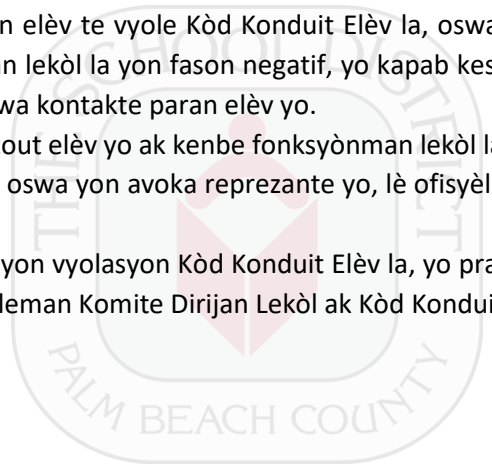 n elèv te vyole Kòd Konduit Elèv la, oswa
an lekòl la yon fason negatif, yo kapab kes
wa kontakte paran elèv yo.
out elèv yo ak kenbe fonksyònman lekòl la
oswa yon avoka reprezante yo, lè ofisyèl
yon vyolasyon Kòd Konduit Elèv la, yo pra
leman Komite Dirijan Lekòl ak Kòd Kondui
THE SCHOOL DISTRICT
PALM BEACH COUNTY